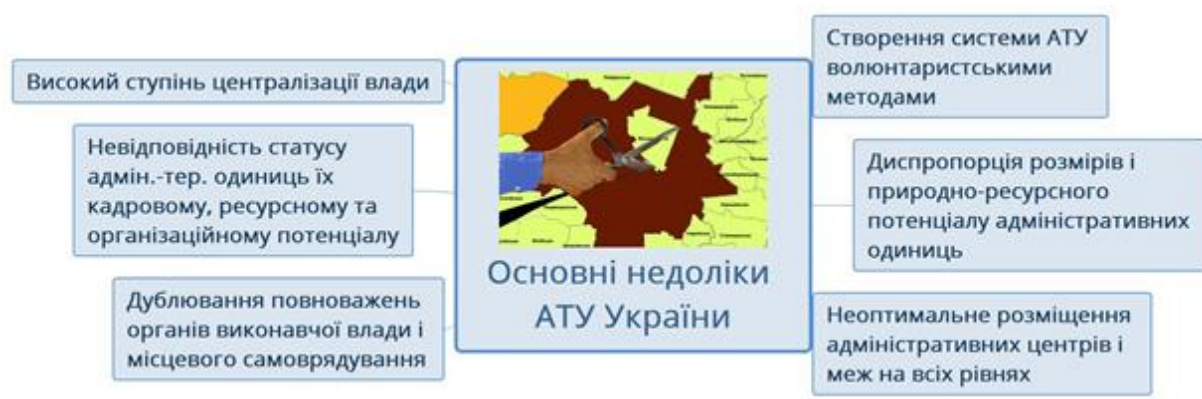 Високий ступінь централізації влади
Невідповідність статусу
адмін.-тер. одиниць їх
кадровому, ресурсному та
організаційному потенціалу
Дублювання повноважень
органів виконавчої влади і
місцевого самоврядування
Основні недоліки
АТУ України
Створення системи АТУ
волюнтаристськими
методами
Диспропорція розмірів і
природно-ресурсного
потенціалу адміністративних
одиниць
Неоптимальне розміщення
адміністративних центрів і
меж на всіх рівнях